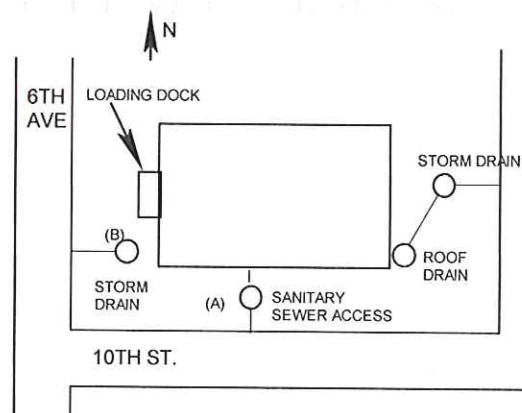 N
6TH
AVE
LOADING DOCK
STORM DRAIN
(B)
ROOF
DRAIN
STORM
DRAIN
(A)
SANITARY
SEWER ACCESS
10TH ST.